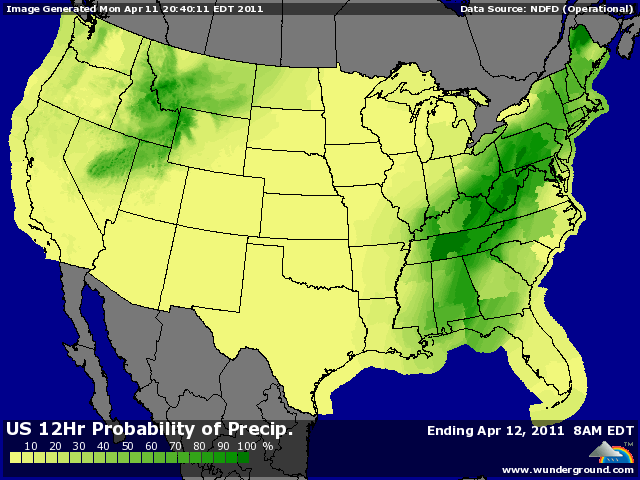 Image Generated Mon Apr 11 20:40:11 EDT 2011
Data Source: NDFD (Operational)
US 12Hr Probability of Precip.
10 20 30 40 50 60 70 80 90 100 %
Ending Apr 12, 2011 8AM EDT
TM
www.wunderground.com